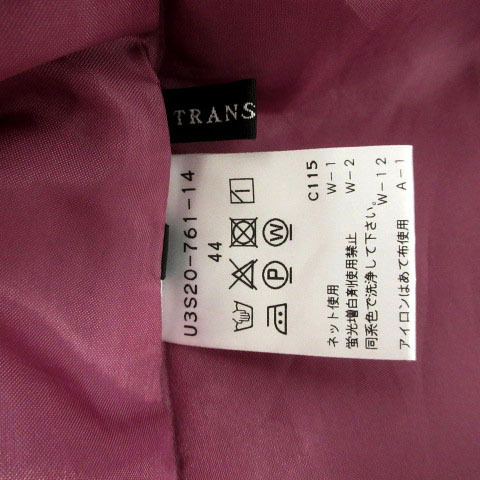 TRANS
U3S20-761-14
44
W
P
C115
ネット使用 W-1
蛍光増白剤使用禁止 W-2
同系色で洗浄して下さい。 W-12
アイロンはあて布使用 A-1